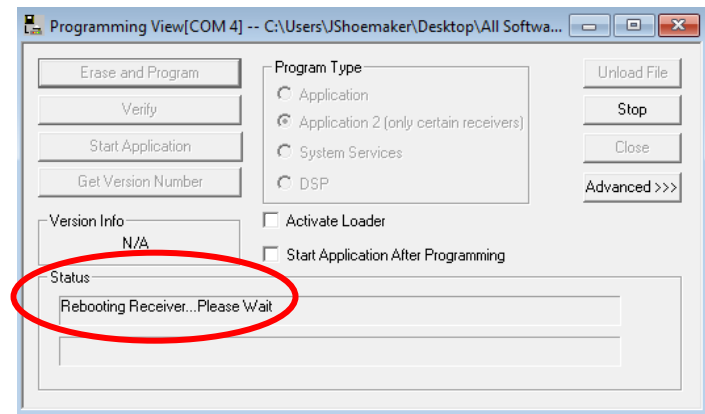 Programming View[COM 4] -- C:\Users\JShoemaker\Desktop\All Softwa...
Erase and Program
Verify
Start Application
Get Version Number
Program Type
Application
Application 2 (only certain receivers)
System Services
DSP
Unload File
Stop
Close
Advanced >>>
Version Info
N/A
Activate Loader
Start Application After Programming
Status
Rebooting Receiver...Please Wait